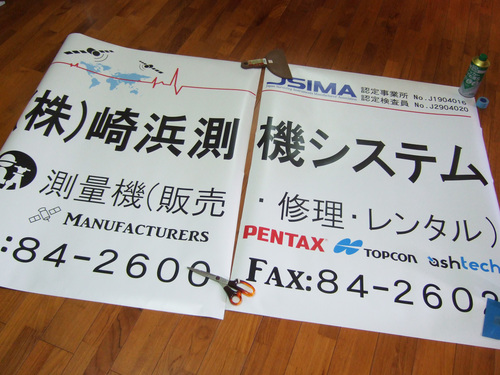 JSIMA 認定事業所 No.J1904016
認定検査員 No.J2904020
(株)崎浜測機システム
測量機(販売・修理・レンタル)
MANUFACTURERS PENTAX TOPCON ashtech
:84-2600 FAX:84-260